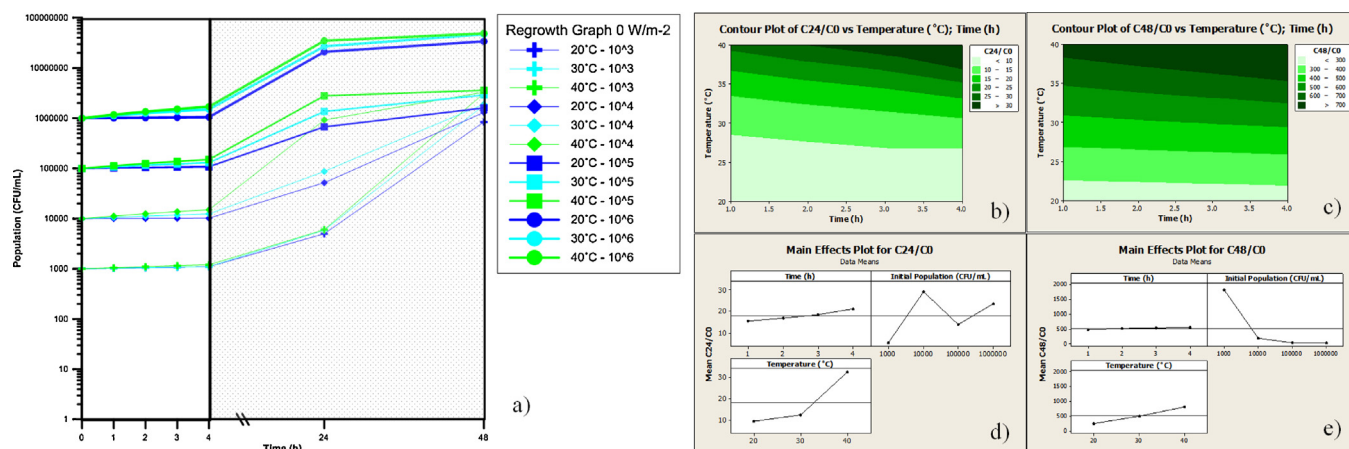 100000000
10000000
1000000
100000
10000
1000
100
10
1
Population (CFU/mL)
0 1 2 3 4 24 48
Time (h)
a)
Regrowth Graph 0 W/m-2
20°C - 10^3
30°C - 10^3
40°C - 10^3
20°C - 10^4
30°C - 10^4
40°C - 10^4
20°C - 10^5
30°C - 10^5
40°C - 10^5
20°C - 10^6
30°C - 10^6
40°C - 10^6
Contour Plot of C24/C0 vs Temperature (°C); Time (h)
40
35
30
25
20
Temperature (°C)
1.0 1.5 2.0 2.5 3.0 3.5 4.0
Time (h)
C24/C0
< 10
10 – 15
15 – 20
20 – 25
25 – 30
> 30
b)
Contour Plot of C48/C0 vs Temperature (°C); Time (h)
40
35
30
25
20
Temperature (°C)
1.0 1.5 2.0 2.5 3.0 3.5 4.0
Time (h)
C48/C0
< 300
300 – 400
400 – 500
500 – 600
600 – 700
> 700
c)
Main Effects Plot for C24/C0
Data Means
Time (h)
Initial Population (CFU/mL)
30
20
10
Mean C24/C0
1 2 3 4
1000 10000 100000 1000000
Temperature (°C)
30
20
10
20 30 40
d)
Main Effects Plot for C48/C0
Data Means
Time (h)
Initial Population (CFU/mL)
2000
1500
1000
500
0
Mean C48/C0
1 2 3 4
1000 10000 100000 1000000
Temperature (°C)
2000
1500
1000
500
0
20 30 40
e)